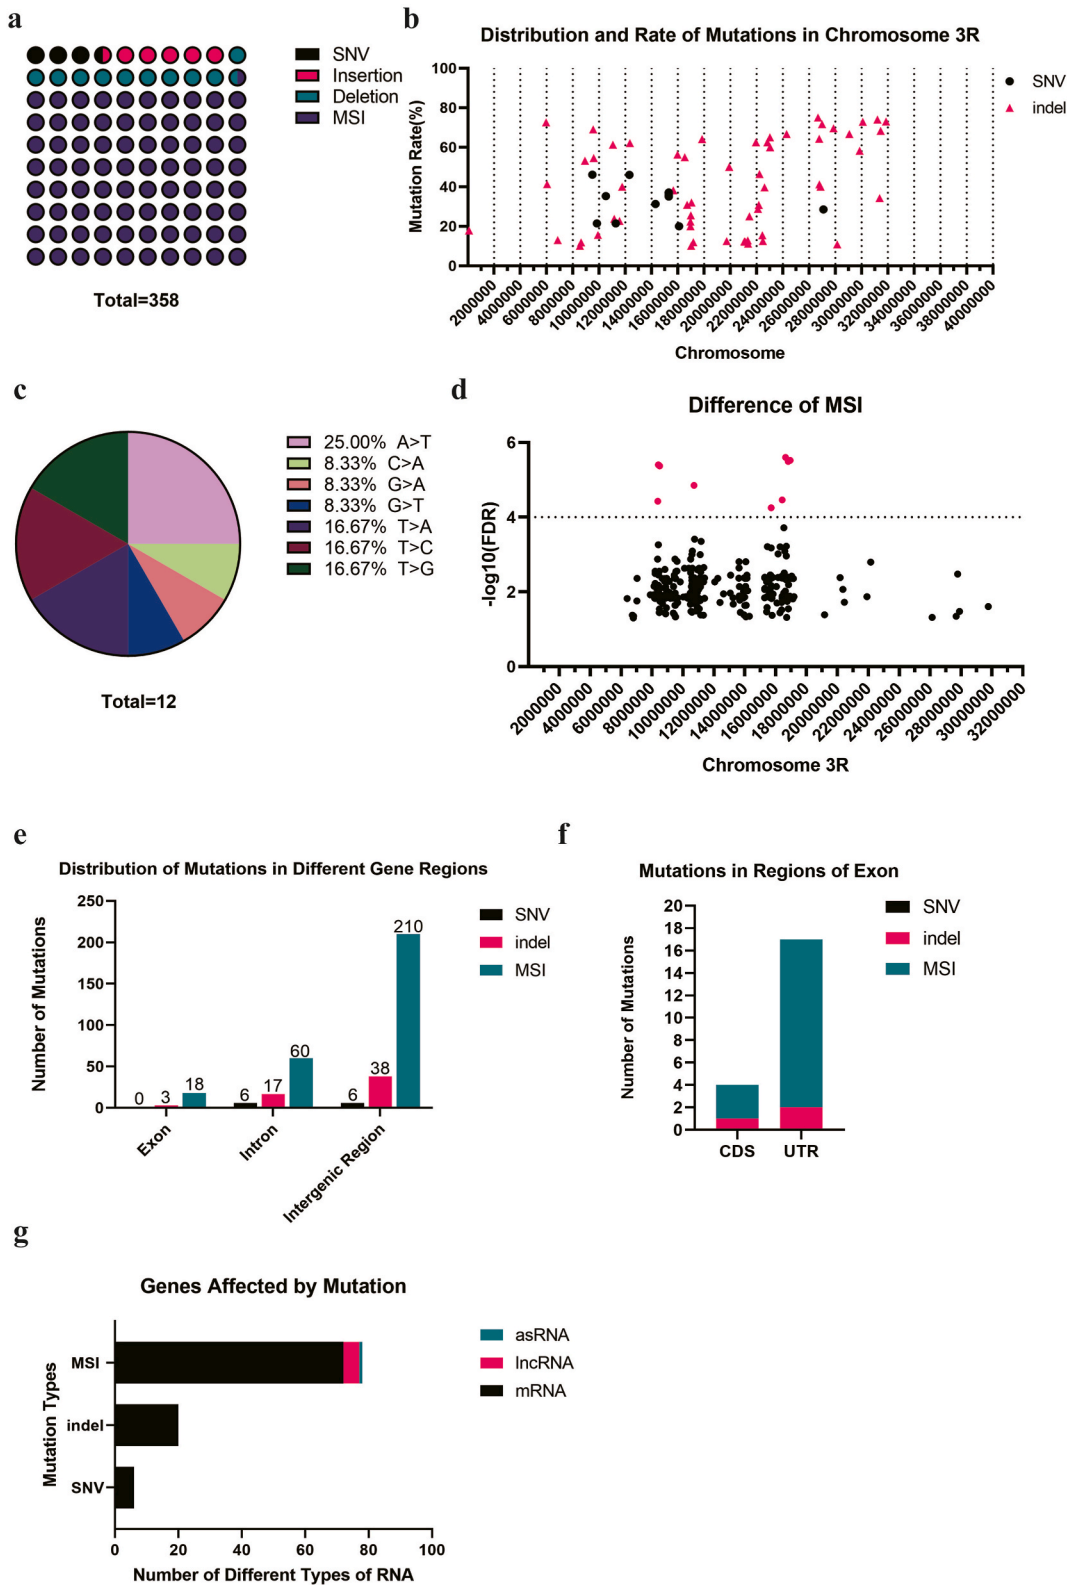 a
SNV
Insertion
Deletion
MSI
Total=358
b
Distribution and Rate of Mutations in Chromosome 3R
Mutation Rate(%)
100
80
60
40
20
0
2000000
4000000
6000000
8000000
10000000
12000000
14000000
16000000
18000000
20000000
22000000
24000000
26000000
28000000
30000000
32000000
34000000
36000000
38000000
40000000
Chromosome
SNV
indel
c
25.00% A>T
8.33% C>A
8.33% G>A
8.33% G>T
16.67% T>A
16.67% T>C
16.67% T>G
Total=12
d
Difference of MSI
-log10(FDR)
6
4
2
0
2000000
4000000
6000000
8000000
10000000
12000000
14000000
16000000
18000000
20000000
22000000
24000000
26000000
28000000
30000000
32000000
Chromosome 3R
e
Distribution of Mutations in Different Gene Regions
Number of Mutations
250
200
150
100
50
0
0 3 18
6 17 60
6 38 210
Exon
Intron
Intergenic Region
SNV
indel
MSI
f
Mutations in Regions of Exon
Number of Mutations
20
18
16
14
12
10
8
6
4
2
0
CDS UTR
SNV
indel
MSI
g
Genes Affected by Mutation
Mutation Types
MSI
indel
SNV
0 20 40 60 80 100
Number of Different Types of RNA
asRNA
lncRNA
mRNA